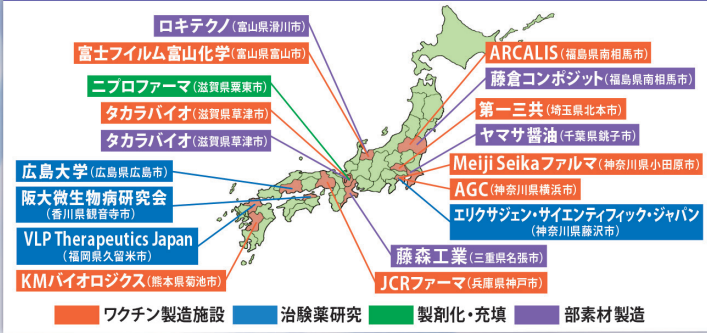 ロキテクノ(富山県滑川市)
富士フイルム富山化学(富山県富山市)
ニプロファーマ(滋賀県栗東市)
タカラバイオ(滋賀県草津市)
タカラバイオ(滋賀県草津市)
広島大学(広島県広島市)
阪大微生物病研究会
(香川県観音寺市)
VLP Therapeutics Japan
(福岡県久留米市)
KMバイオロジクス(熊本県菊池市)
ARCALIS(福島県南相馬市)
藤倉コンポジット(福島県南相馬市)
第一三共(埼玉県北本市)
ヤマサ醤油(千葉県銚子市)
Meiji Seikaファルマ(神奈川県小田原市)
AGC(神奈川県横浜市)
エリクサジェン・サイエンティフィック・ジャパン
(神奈川県藤沢市)
藤森工業(三重県名張市)
JCRファーマ(兵庫県神戸市)
ワクチン製造施設 治験薬研究 製剤化・充填 部素材製造